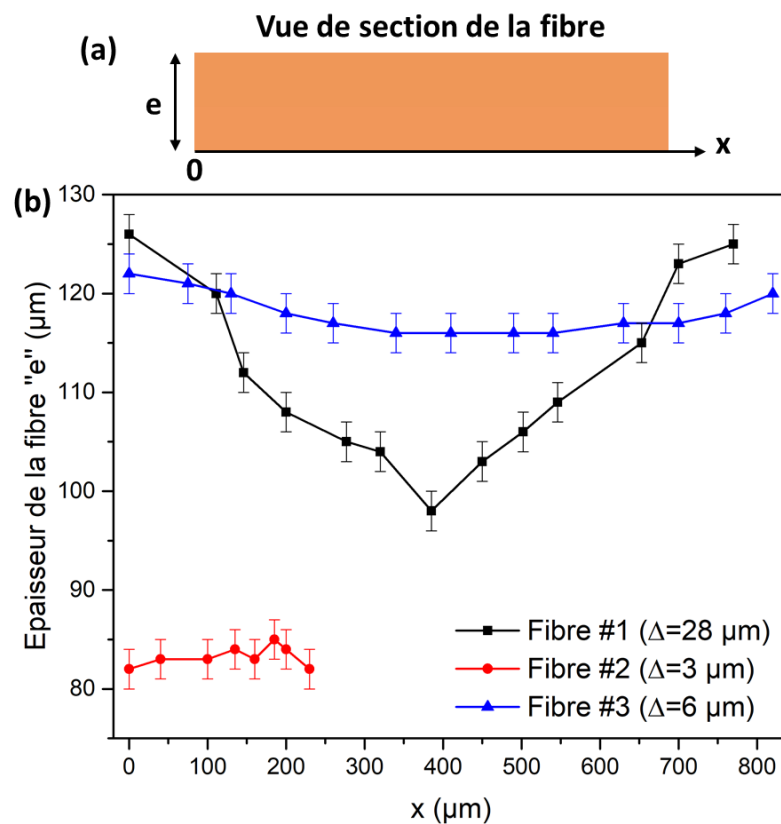 Vue de section de la fibre
(a)
e
x
0
(b)
130
120
110
100
90
80
Epaisseur de la fibre "e" (µm)
Fibre #1 (Δ=28 µm)
Fibre #2 (Δ=3 µm)
Fibre #3 (Δ=6 µm)
0 100 200 300 400 500 600 700 800
x (µm)